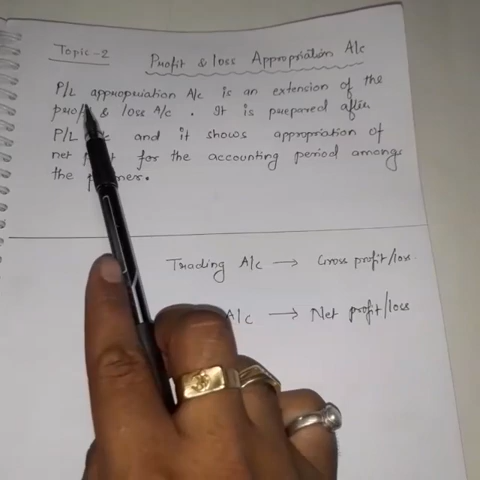 Topic-2
Profit & loss Appropriation A/c
P/L appropriation A/c is an extension of the
profit & loss A/c. It is prepared after
P/L and it shows appropriation of
net for the accounting period amongs
the
Trading A/c → Gross profit/loss
A/c → Net profit/loss